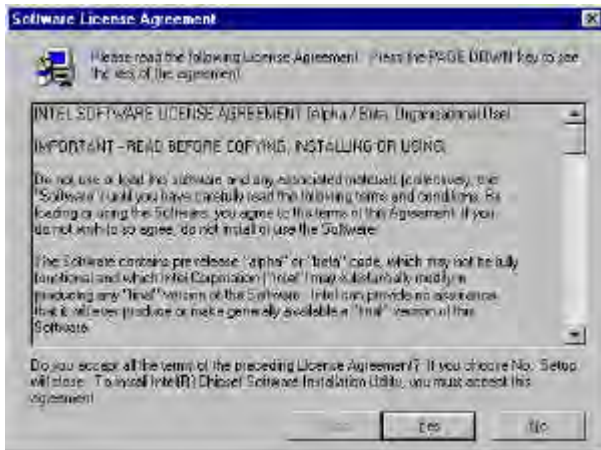 Software License Agreement
Please read the following License Agreement. Press the PAGE DOWN key to see
the rest of the agreement.
INTEL SOFTWARE LICENSE AGREEMENT (Alpha / Beta, Organizational Use)
IMPORTANT - READ BEFORE COPYING, INSTALLING OR USING.
Do not use or load this software and any associated materials (collectively, the
"Software") until you have carefully read the following terms and conditions. By
loading or using the Software, you agree to the terms of this Agreement. If you
do not wish to so agree, do not install or use the Software.
The Software contains pre-release "alpha" or "beta" code, which may not be fully
functional and which Intel Corporation ("Intel") may substantially modify in
producing any "final" version of the Software. Intel can provide no assurance
that it will ever produce or make generally available a "final" version of this
Software.
Do you accept all the terms of the preceding License Agreement? If you choose No, Setup
will close. To install Intel(R) Chipset Software Installation Utility, you must accept this
agreement.
Yes
No